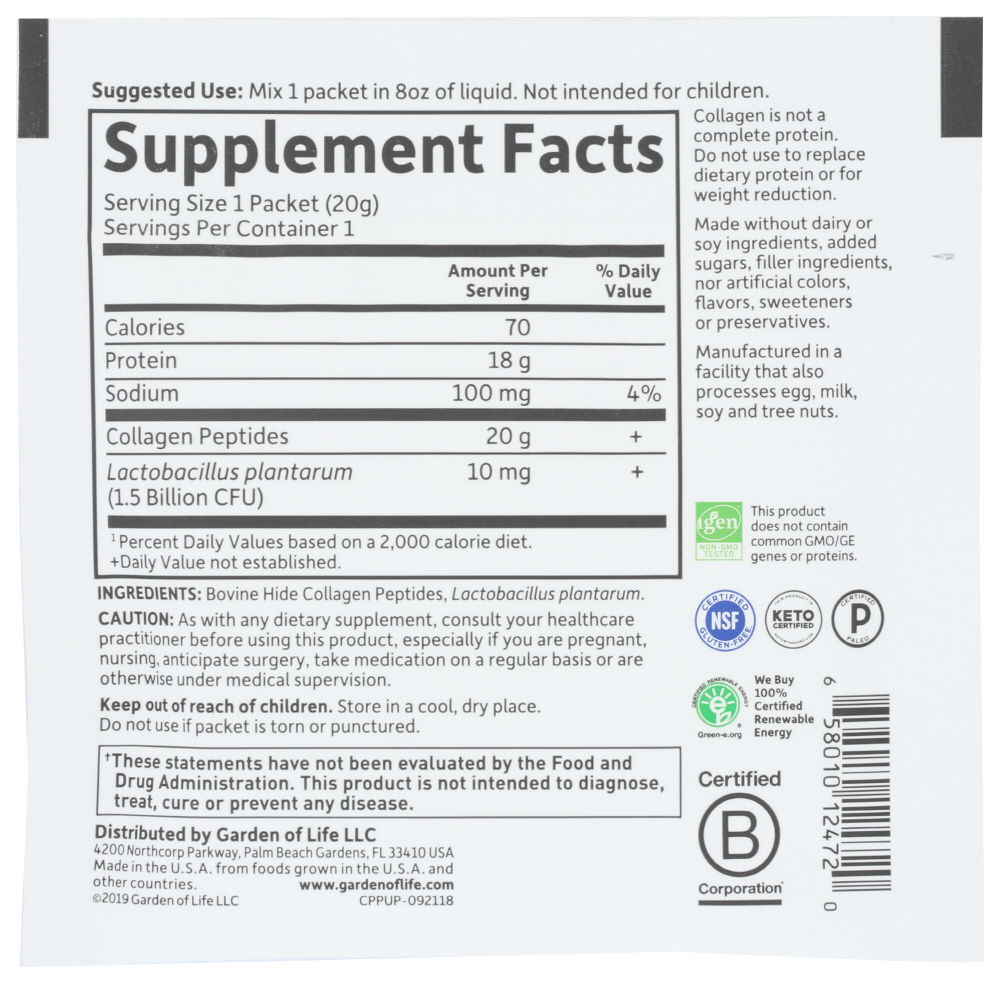 Suggested Use: Mix 1 packet in 8oz of liquid. Not intended for children.
Supplement Facts
Serving Size 1 Packet (20g)
Servings Per Container 1
Amount Per Serving
% Daily Value
Calories 70
Protein 18 g
Sodium 100 mg 4%
Collagen Peptides 20 g +
Lactobacillus plantarum 10 mg +
(1.5 Billion CFU)
1 Percent Daily Values based on a 2,000 calorie diet.
+Daily Value not established.
INGREDIENTS: Bovine Hide Collagen Peptides, Lactobacillus plantarum.
CAUTION: As with any dietary supplement, consult your healthcare
practitioner before using this product, especially if you are pregnant,
nursing, anticipate surgery, take medication on a regular basis or are
otherwise under medical supervision.
Keep out of reach of children. Store in a cool, dry place.
Do not use if packet is torn or punctured.
†These statements have not been evaluated by the Food and
Drug Administration. This product is not intended to diagnose,
treat, cure or prevent any disease.
Distributed by Garden of Life LLC
4200 Northcorp Parkway, Palm Beach Gardens, FL 33410 USA
Made in the U.S.A. from foods grown in the U.S.A. and
other countries. www.gardenoflife.com
©2019 Garden of Life LLC CPPUP-092118
Collagen is not a
complete protein.
Do not use to replace
dietary protein or for
weight reduction.
Made without dairy or
soy ingredients, added
sugars, filler ingredients,
nor artificial colors,
flavors, sweeteners
or preservatives.
Manufactured in a
facility that also
processes egg, milk,
soy and tree nuts.
igen
NON-GMO
TESTED
This product
does not contain
common GMO/GE
genes or proteins.
CERTIFIED
NSF
GLUTEN-FREE
KETO
CERTIFIED
CERTIFIED
P
PALEO
CERTIFIED RENEWABLE ENERGY
e
Green-e.org
We Buy
100%
Certified
Renewable
Energy
Certified
B
Corporation
6 58010 12472 0